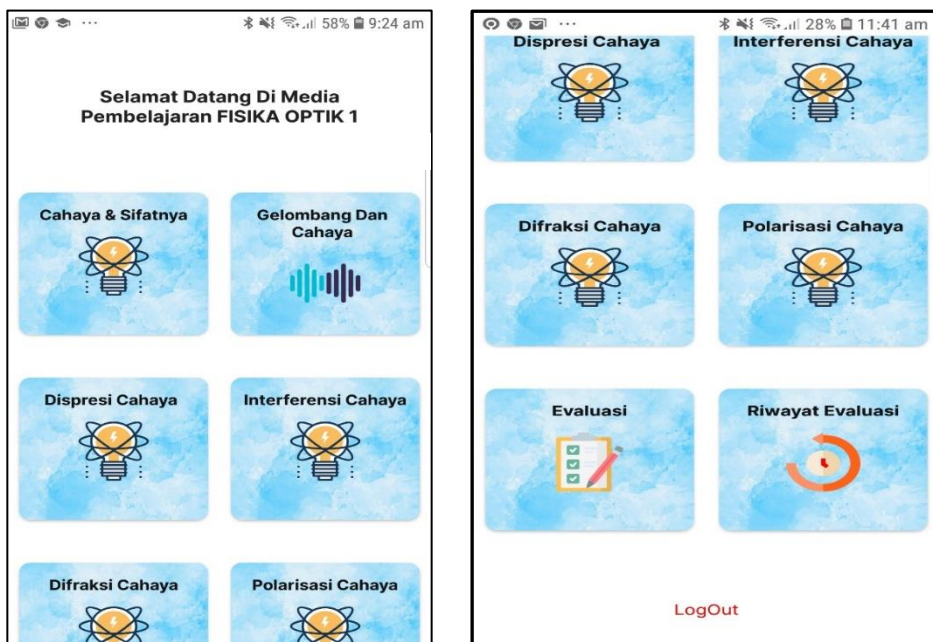 58% 9:24 am
Selamat Datang Di Media
Pembelajaran FISIKA OPTIK 1
Cahaya & Sifatnya
Gelombang Dan
Cahaya
Dispresi Cahaya
Interferensi Cahaya
Difraksi Cahaya
Polarisasi Cahaya
28% 11:41 am
Dispresi Cahaya
Interferensi Cahaya
Difraksi Cahaya
Polarisasi Cahaya
Evaluasi
Riwayat Evaluasi
LogOut